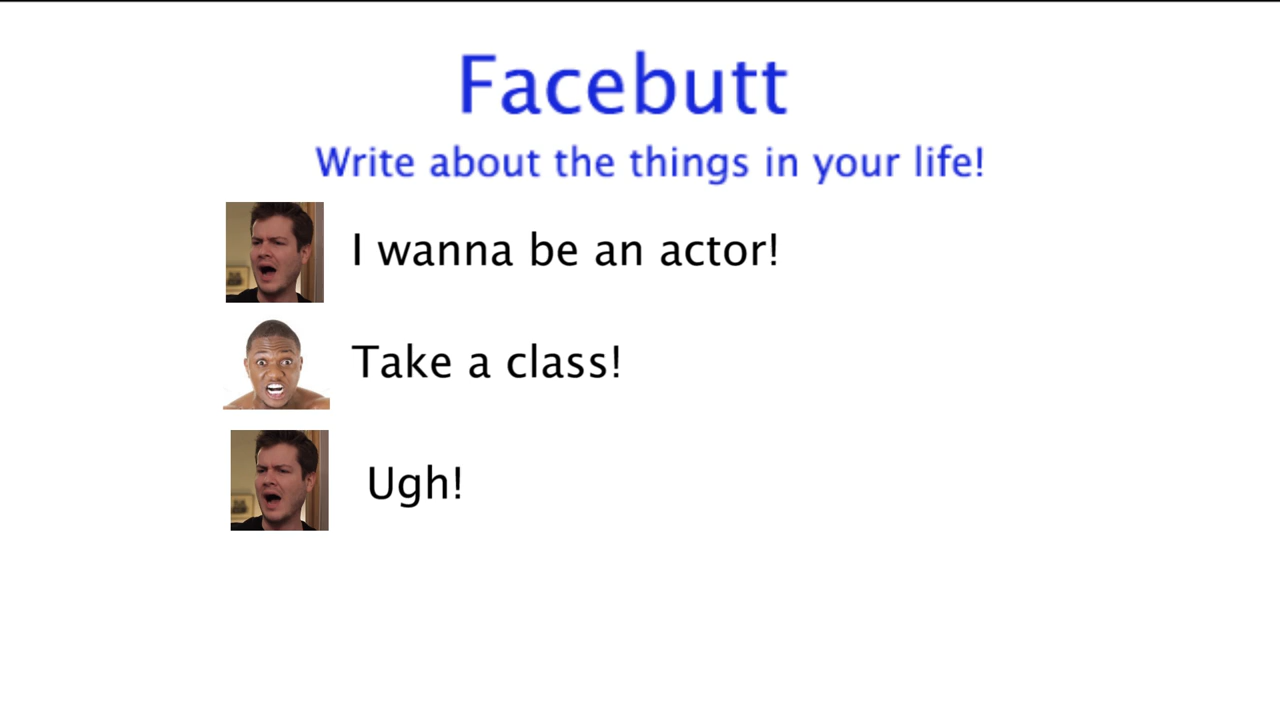 Facebutt
Write about the things in your life!
I wanna be an actor!
Take a class!
Ugh!